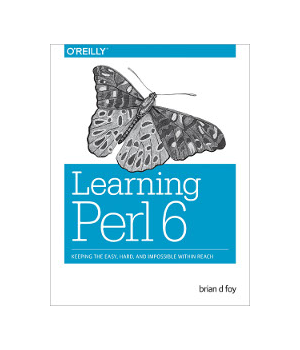 O'REILLY
Learning
Perl 6
KEEPING THE EASY, HARD, AND IMPOSSIBLE WITHIN REACH
brian d foy